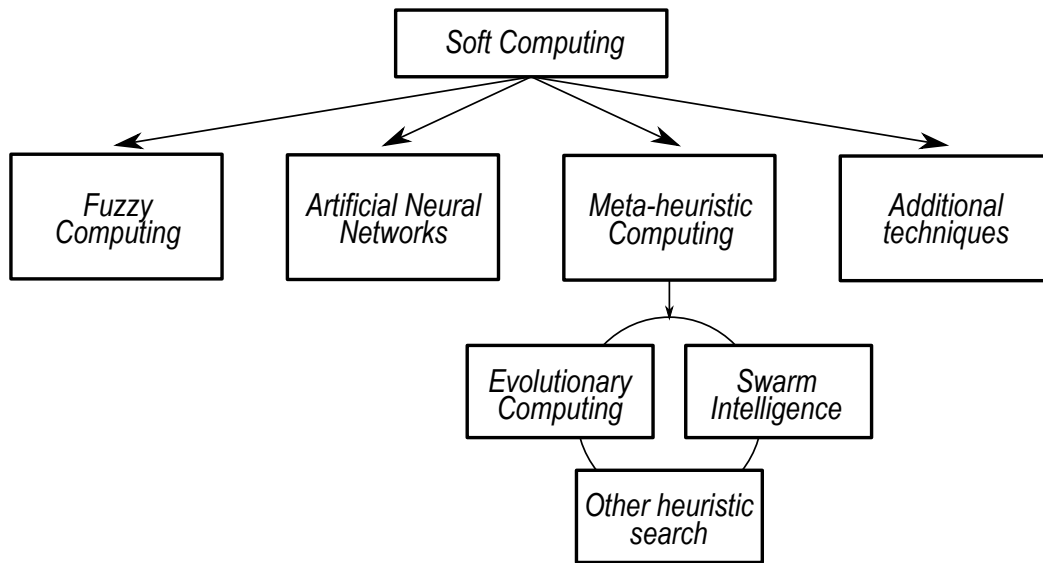 Soft Computing
Fuzzy
Computing
Artificial Neural
Networks
Meta-heuristic
Computing
Additional
techniques
Evolutionary
Computing
Swarm
Intelligence
Other heuristic
search